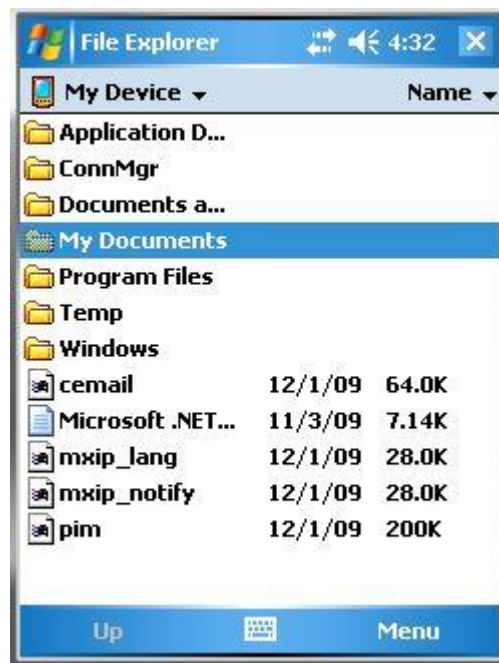 File Explorer 4:32
My Device Name
Application D...
ConnMgr
Documents a...
My Documents
Program Files
Temp
Windows
cemail 12/1/09 64.0K
Microsoft .NET... 11/3/09 7.14K
mxip_lang 12/1/09 28.0K
mxip_notify 12/1/09 28.0K
pim 12/1/09 200K
Up Menu